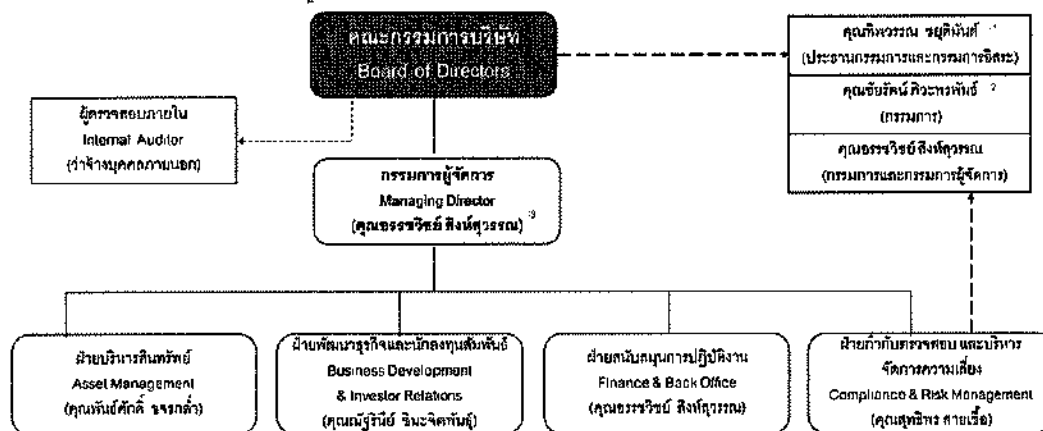 คณะกรรมการบริษัท
Board of Directors
คุณทิพวรรณ ชยุติมันต์ *1
(ประธานกรรมการและกรรมการอิสระ)
คุณชัยรัตน์ ศิวะพรพันธ์ *2
(กรรมการ)
คุณอรรชวิชย์ สิงห์สุวรรณ
(กรรมการและกรรมการผู้จัดการ)
ผู้ตรวจสอบภายใน
Internal Auditor
(ว่าจ้างบุคคลภายนอก)
กรรมการผู้จัดการ
Managing Director
(คุณอรรชวิชย์ สิงห์สุวรรณ) *3
ฝ่ายบริหารสินทรัพย์
Asset Management
(คุณพันธ์ศักดิ์ ขจรกล่ำ)
ฝ่ายพัฒนาธุรกิจและนักลงทุนสัมพันธ์
Business Development
& Investor Relations
(คุณณัฐรินีย์ ชินะจิตพันธุ์)
ฝ่ายสนับสนุนการปฏิบัติงาน
Finance & Back Office
(คุณอรรชวิชย์ สิงห์สุวรรณ)
ฝ่ายกำกับตรวจสอบ และบริหาร
จัดการความเสี่ยง
Compliance & Risk Management
(คุณสุทธิพร สายเชื้อ)